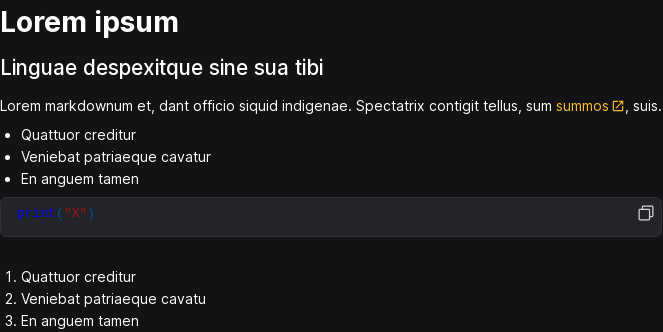 Lorem ipsum
Linguae despexitque sine sua tibi
Lorem markdownum et, dant officio siquid indigenae. Spectatrix contigit tellus, sum summos, suis.
• Quattuor creditur
• Veniebat patriaeque cavatur
• En anguem tamen
print("X")
1. Quattuor creditur
2. Veniebat patriaeque cavatu
3. En anguem tamen